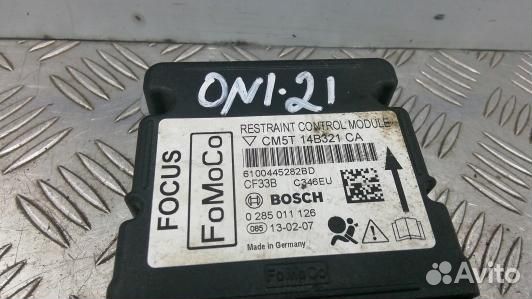 ON1.21
FOCUS
FoMoCo
RESTRAINT CONTROL MODULE
CM5T 14B321 CA
6100445282BD
CF33B C346EU
BOSCH
0 285 011 126
085 13-02-07
Made in Germany
FoMoCo
Avito